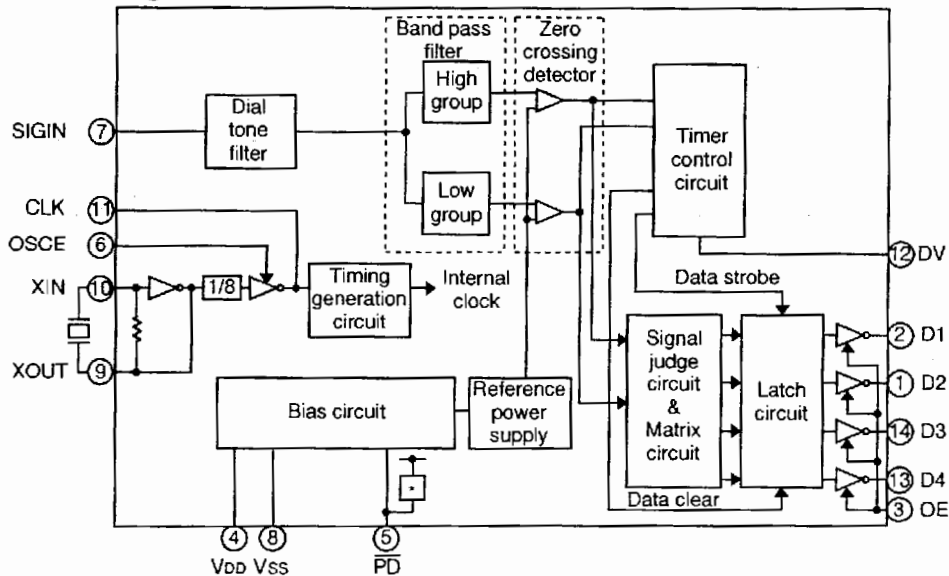 Band pass
filter
Zero
crossing
detector
High
group
Low
group
Dial
tone
filter
Timer
control
circuit
SIGIN 7
CLK 11
OSCE 6
XIN 10
XOUT 9
1/8
Timing
generation
circuit
Internal
clock
12 DV
Data strobe
Signal
judge
circuit
&
Matrix
circuit
Latch
circuit
2 D1
1 D2
14 D3
13 D4
3 OE
Data clear
Bias circuit
Reference
power
supply
*
4 8 5
VDD VSS PD